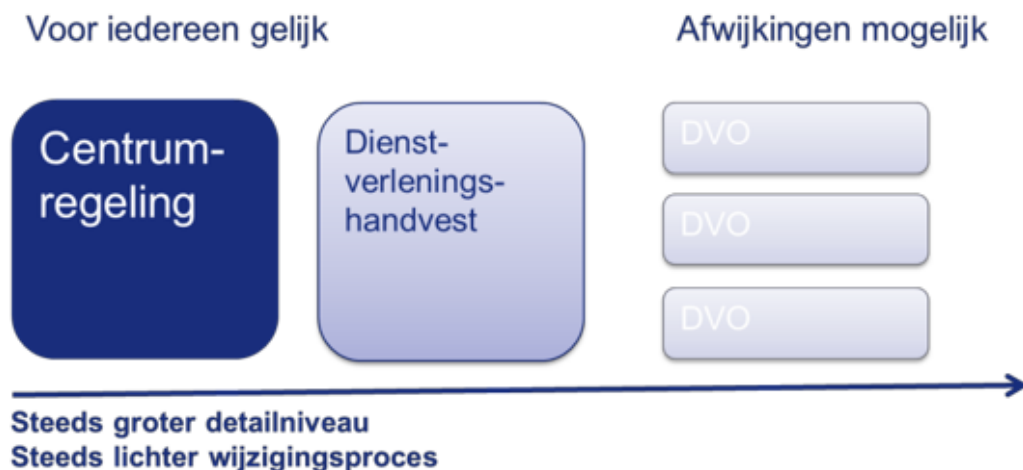 Voor iedereen gelijk
Afwijkingen mogelijk
Centrum-
regeling
Dienst-
verlenings-
handvest
DVO
DVO
DVO
Steeds groter detailniveau
Steeds lichter wijzigingsproces